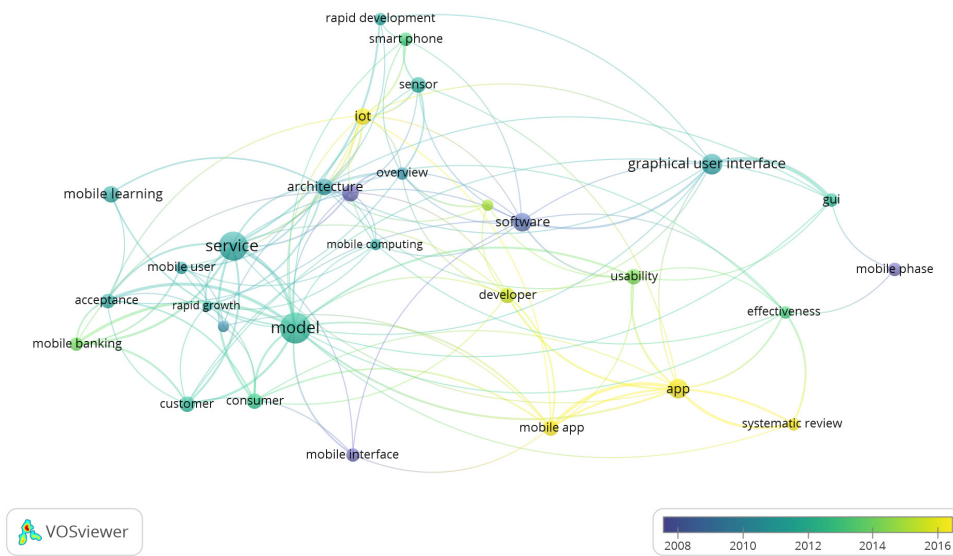 rapid development
smart phone
sensor
iot
overview
graphical user interface
architecture
mobile learning
gui
software
service
mobile computing
mobile user
mobile phase
usability
developer
acceptance
rapid growth
effectiveness
model
mobile banking
app
customer
consumer
systematic review
mobile app
mobile interface
VOSviewer
2008 2010 2012 2014 2016